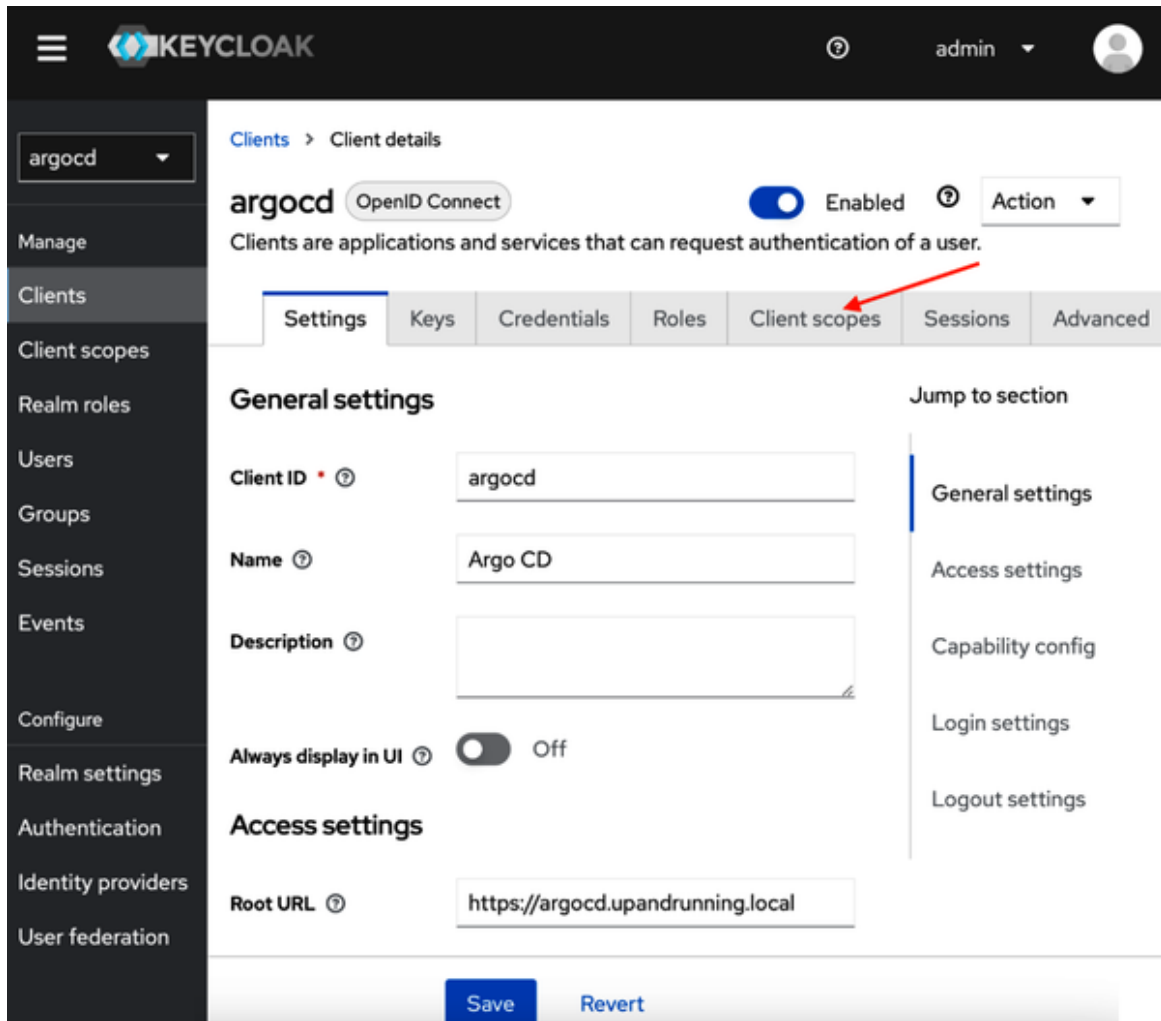 KEYCLOAK
admin
argocd
Manage
Clients
Client scopes
Realm roles
Users
Groups
Sessions
Events
Configure
Realm settings
Authentication
Identity providers
User federation
Clients > Client details
argocd OpenID Connect Enabled Action
Clients are applications and services that can request authentication of a user.
Settings Keys Credentials Roles Client scopes Sessions Advanced
General settings
Client ID *
argocd
Name
Argo CD
Description
Always display in UI
Off
Access settings
Root URL
https://argocd.upandrunning.local
Save Revert
Jump to section
General settings
Access settings
Capability config
Login settings
Logout settings